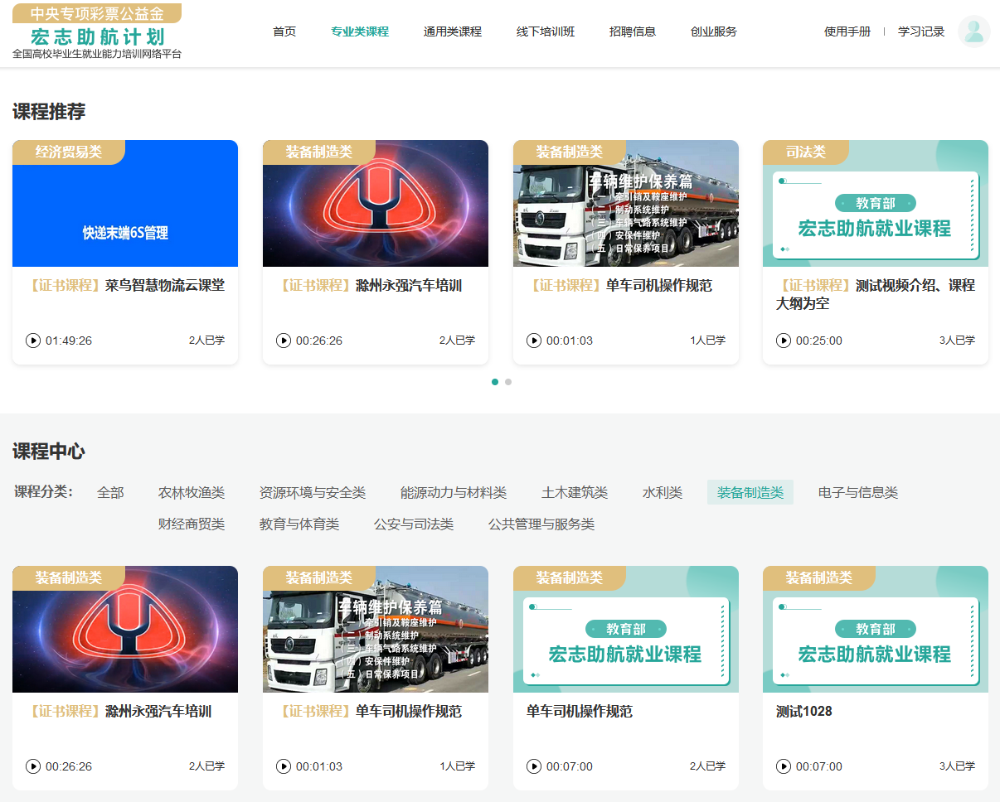 中央专项彩票公益金
宏志助航计划
全国高校毕业生就业能力培训网络平台
首页 专业类课程 通用类课程 线下培训班 招聘信息 创业服务 使用手册 学习记录
课程推荐
经济贸易类
快递末端6S管理
【证书课程】菜鸟智慧物流云课堂
01:49:26 2人已学
装备制造类
【证书课程】滁州永强汽车培训
00:26:26 2人已学
装备制造类
车辆维护保养篇
（一）牵引销及鞍座维护
（二）制动系统维护
（三）车辆气路系统维护
（四）安保件维护
（五）日常保养项目
【证书课程】单车司机操作规范
00:01:03 1人已学
司法类
教育部
宏志助航就业课程
【证书课程】测试视频介绍、课程
大纲为空
00:25:00 3人已学
课程中心
课程分类： 全部 农林牧渔类 资源环境与安全类 能源动力与材料类 土木建筑类 水利类 装备制造类 电子与信息类
财经商贸类 教育与体育类 公安与司法类 公共管理与服务类
装备制造类
【证书课程】滁州永强汽车培训
00:26:26 2人已学
装备制造类
车辆维护保养篇
（一）牵引销及鞍座维护
（二）制动系统维护
（三）车辆气路系统维护
（四）安保件维护
（五）日常保养项目
【证书课程】单车司机操作规范
00:01:03 1人已学
装备制造类
教育部
宏志助航就业课程
单车司机操作规范
00:07:00 2人已学
装备制造类
教育部
宏志助航就业课程
测试1028
00:07:00 3人已学